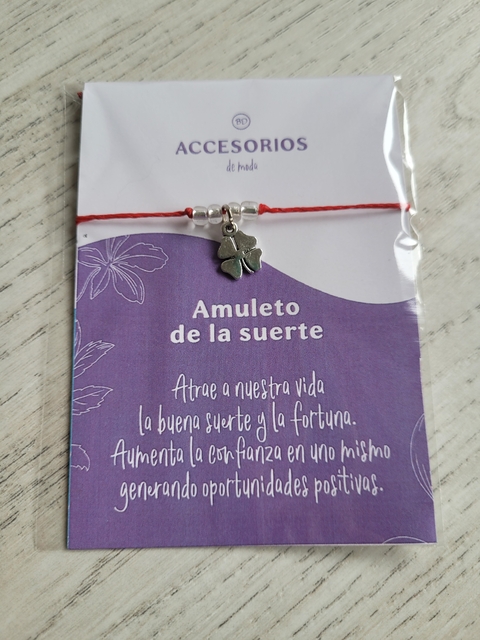 ACCESORIOS
de moda
Amuleto
de la suerte
Atrae a nuestra vida
la buena suerte y la fortuna.
Aumenta la confianza en uno mismo
generando oportunidades positivas.